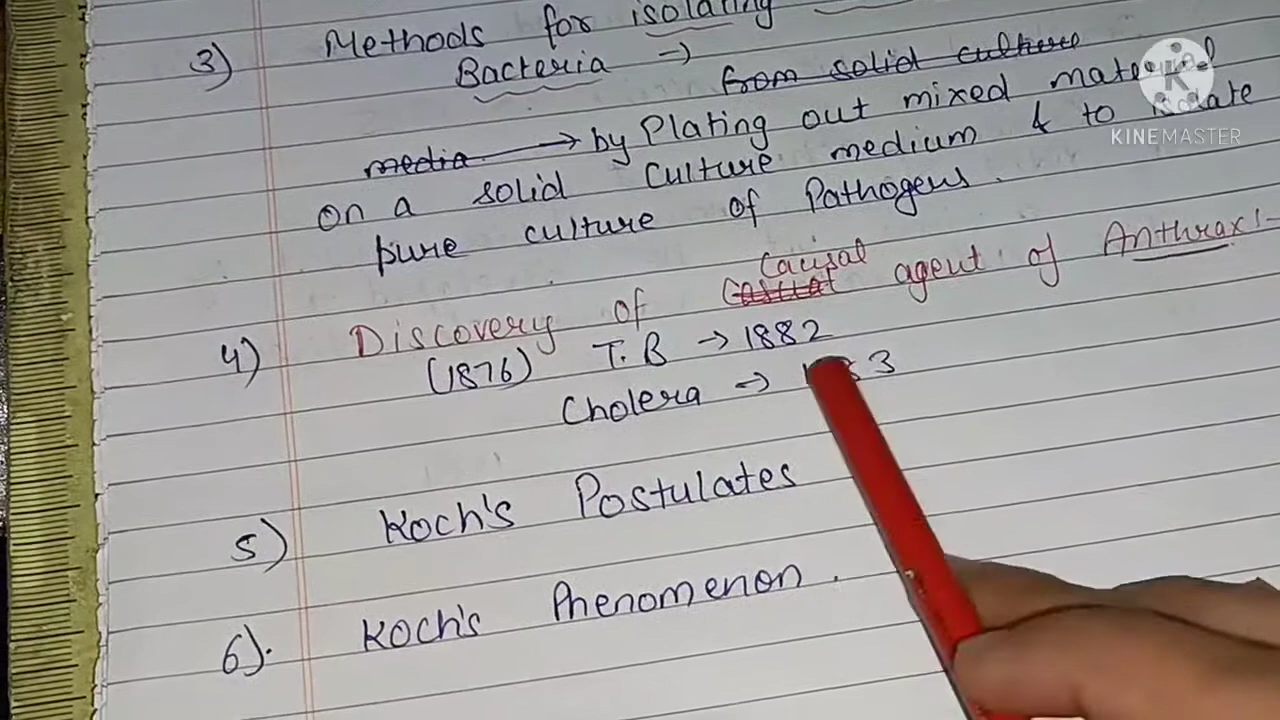 3) Methods for isolating
Bacteria →
from solid culture
media → by Plating out mixed material
on a solid culture medium & to isolate
pure culture of Pathogens.
4) Discovery of Causal agent of Anthrax :-
(1876) T.B → 1882
Cholera → 3
5) Koch's Postulates
6). Koch's Phenomenon.
KINEMASTER